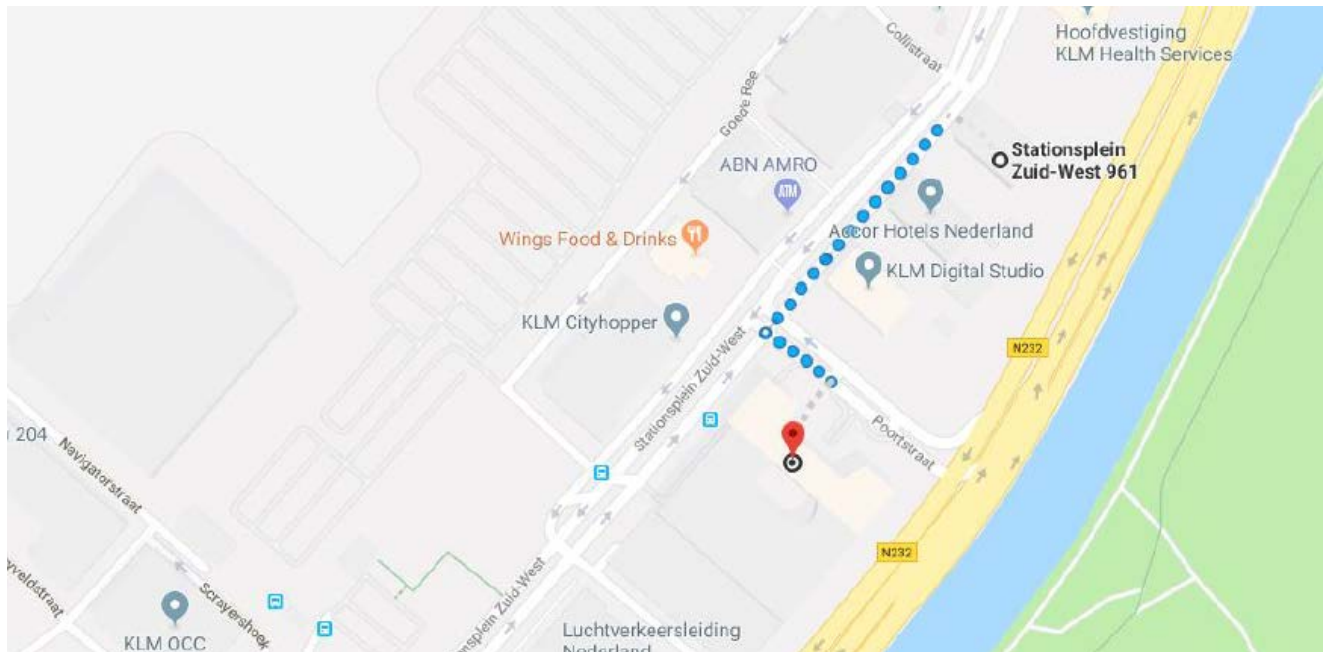 Hoofdvestiging
KLM Health Services
Collistraat
Goede Ree
Stationsplein
Zuid-West 961
ABN AMRO
ATM
Accor Hotels Nederland
Wings Food & Drinks
KLM Digital Studio
KLM Cityhopper
Stationsplein Zuid-West
N232
Poortstraat
204
Navigatorstraat
N232
Stationsplein Zuid-West
KLM OCC
Luchtverkeersleiding
Nederland